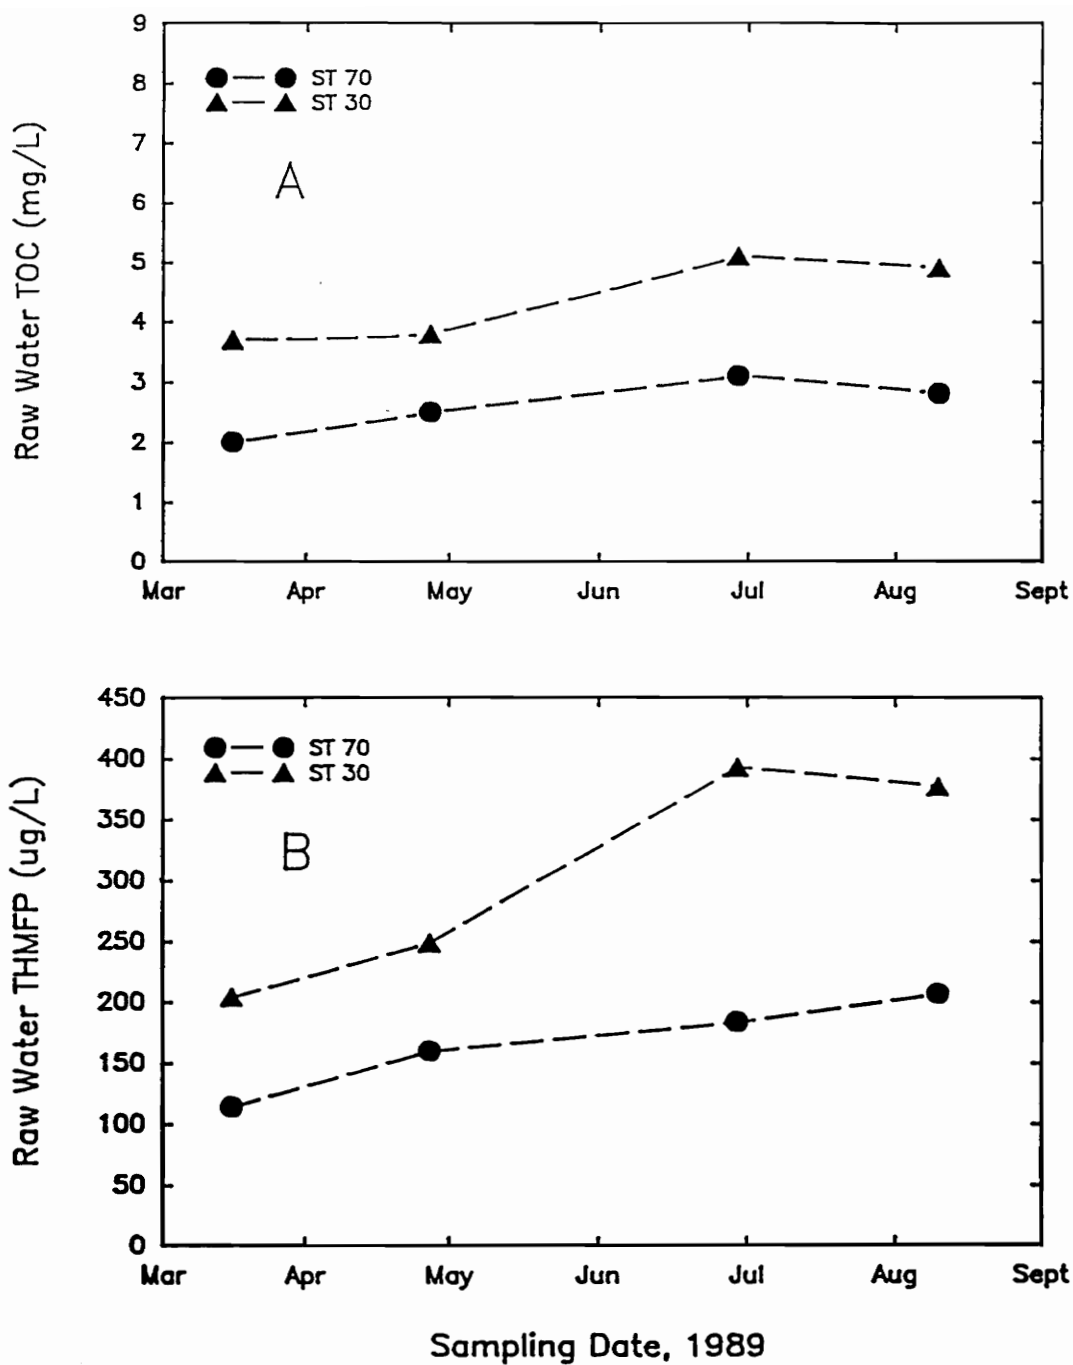 9
8
7
6
5
4
3
2
1
0
Raw Water TOC (mg/L)
ST 70
ST 30
A
Mar Apr May Jun Jul Aug Sept
450
400
350
300
250
200
150
100
50
0
Raw Water THMFP (ug/L)
ST 70
ST 30
B
Mar Apr May Jun Jul Aug Sept
Sampling Date, 1989